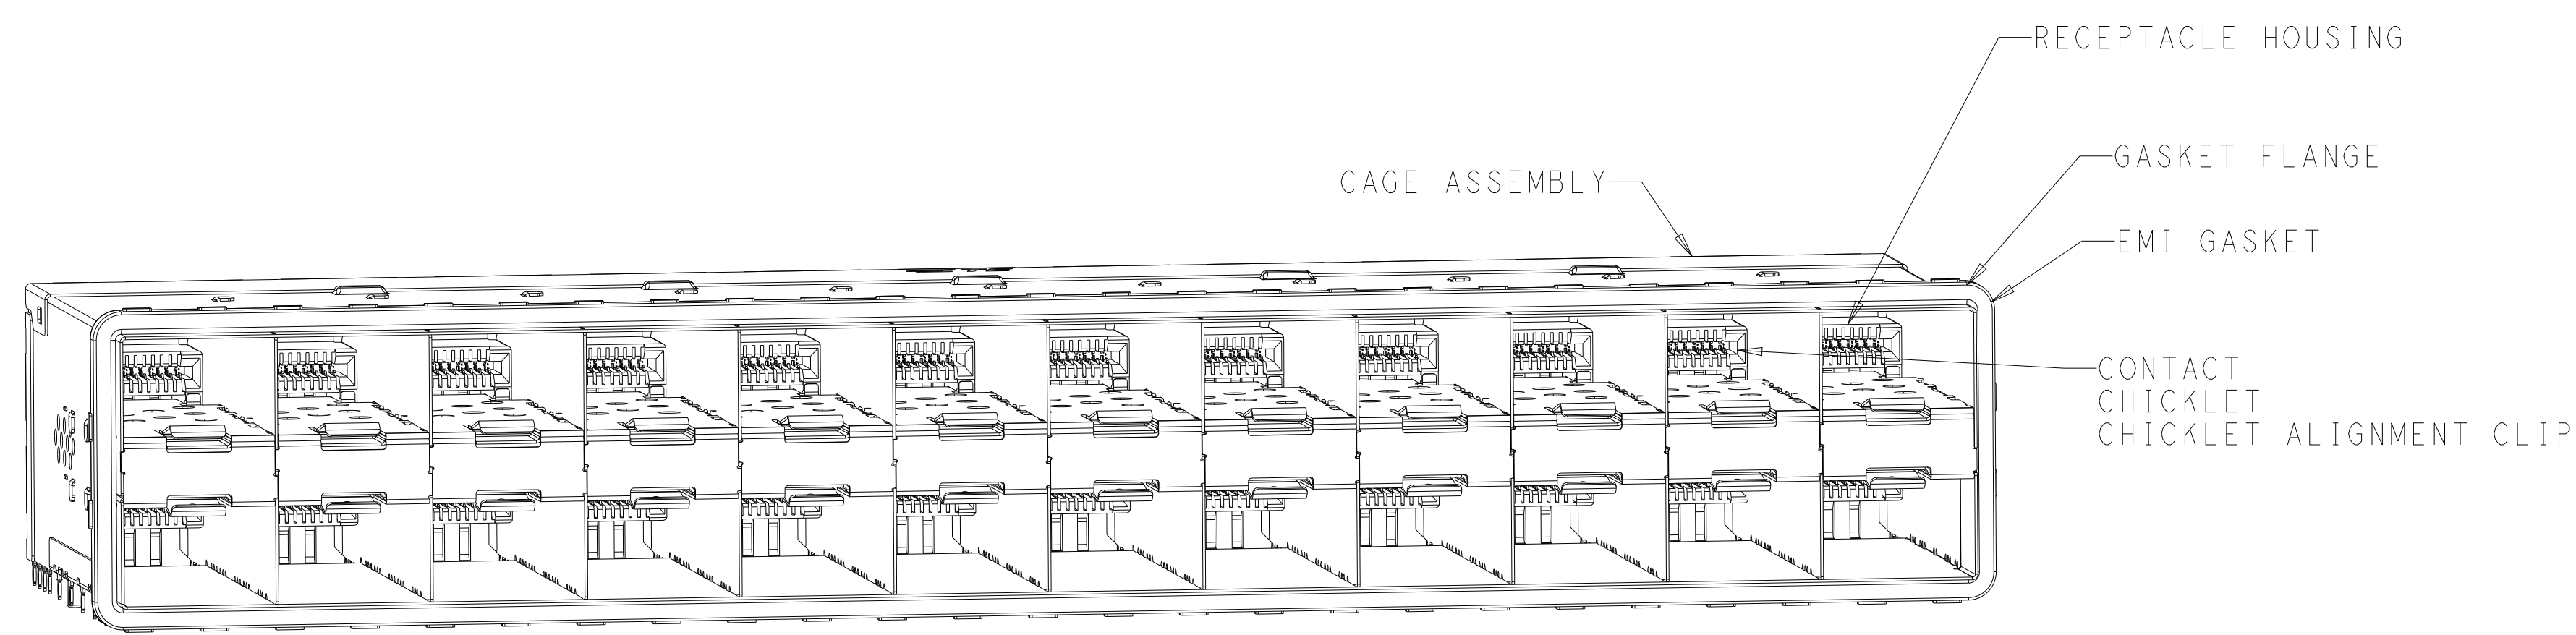 RECEPTACLE HOUSING
GASKET FLANGE
CAGE ASSEMBLY
EMI GASKET
CONTACT
CHICKLET
CHICKLET ALIGNMENT CLIP